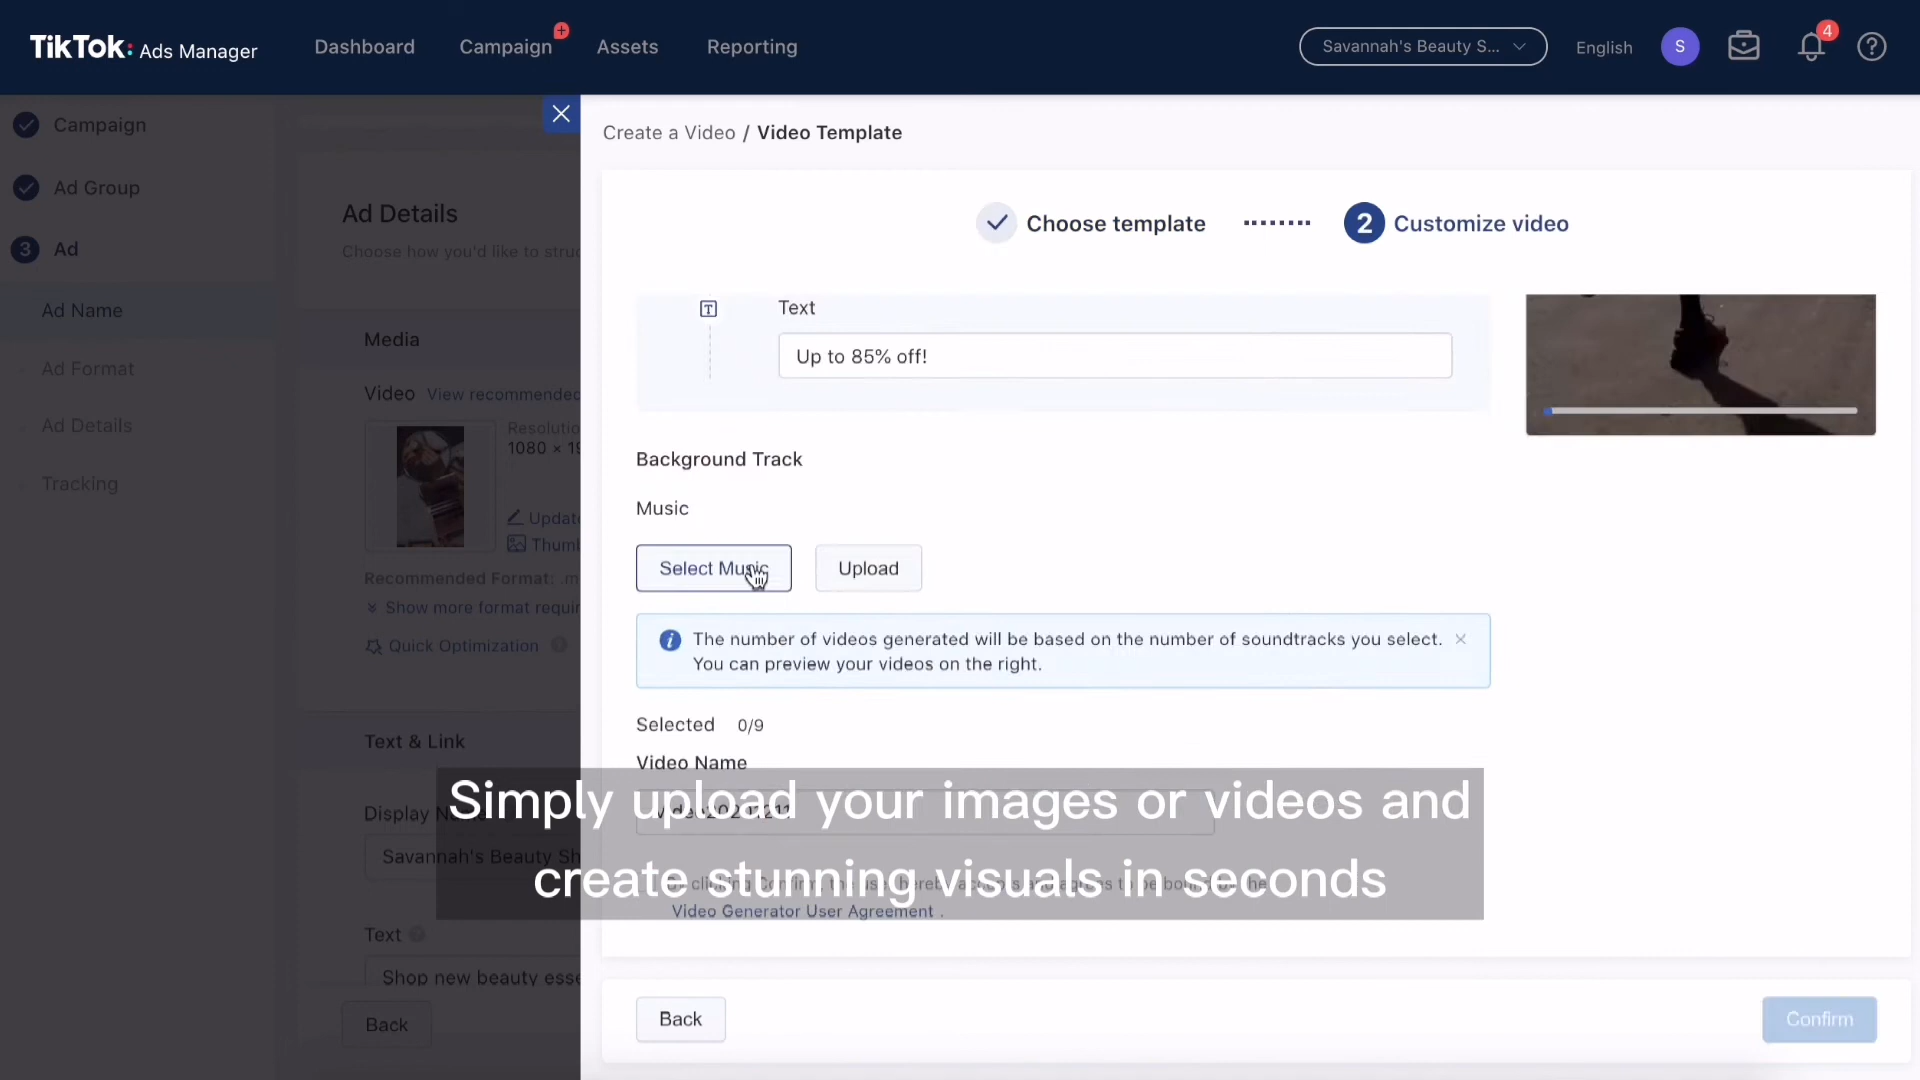 TikTok: Ads Manager
Dashboard
Campaign
Assets
Reporting
Savannah's Beauty S...
English
S
4
Campaign
Ad Group
3 Ad
Ad Name
Ad Format
Ad Details
Tracking
Ad Details
Choose how you'd like to stru
Media
Video View recommended
Resolutio
1080 × 19
Update
Thumb
Recommended Format: .m
Show more format requi
Quick Optimization
Text & Link
Display
Savannah's Beauty Sh
Text
Shop new beauty esse
Back
Create a Video / Video Template
Choose template
2 Customize video
Text
Up to 85% off!
Background Track
Music
Select Music
Upload
The number of videos generated will be based on the number of soundtracks you select.
You can preview your videos on the right.
Selected 0/9
Video Name
Simply upload your images or videos and
create stunning visuals in seconds
Video Generator User Agreement .
Back
Confirm